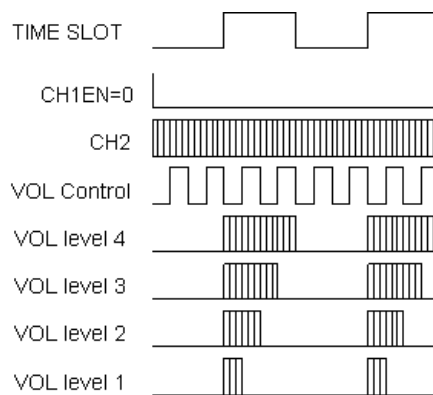 TIME SLOT
CH1EN=0
CH2
VOL Control
VOL level 4
VOL level 3
VOL level 2
VOL level 1